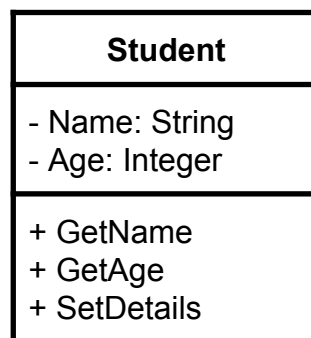 Student
- Name: String
- Age: Integer
+ GetName
+ GetAge
+ SetDetails